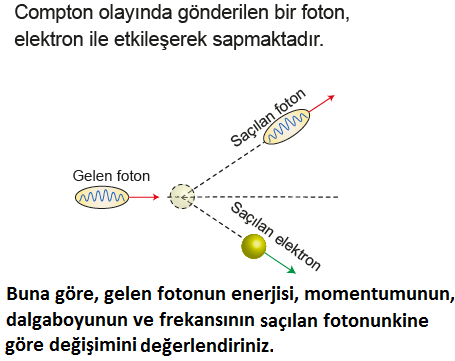 Compton olayında gönderilen bir foton,
elektron ile etkileşerek sapmaktadır.
Saçılan foton
Gelen foton
Saçılan elektron
Buna göre, gelen fotonun enerjisi, momentumunun,
dalgaboyunun ve frekansının saçılan fotonunkine
göre değişimini değerlendiriniz.